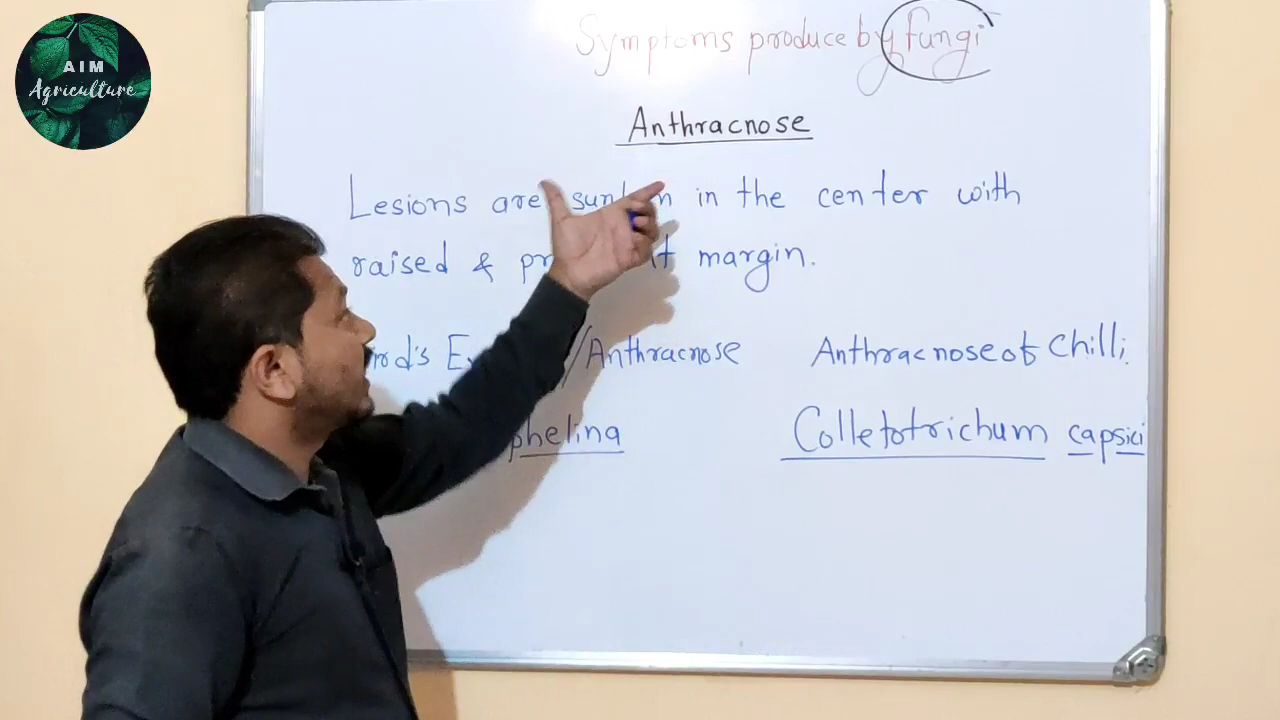 AIM
Agriculture
Symptoms produce by Fungi
Anthracnose
Lesions are in the center with
raised & margin.
/Anthracnose Anthracnose of Chilli.
Colletotrichum capsici